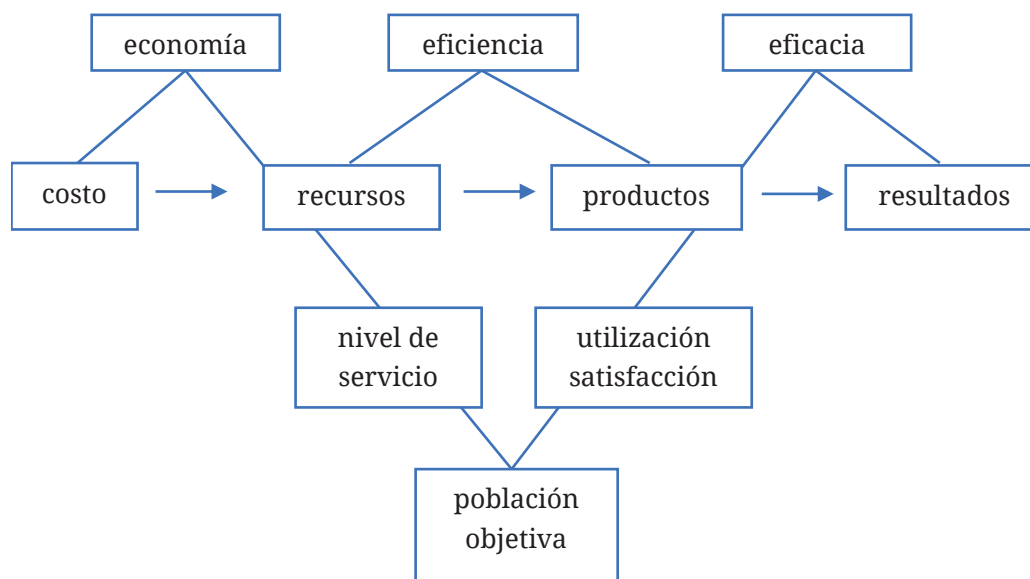 economía
eficiencia
eficacia
costo
recursos
productos
resultados
nivel de
servicio
utilización
satisfacción
población
objetiva